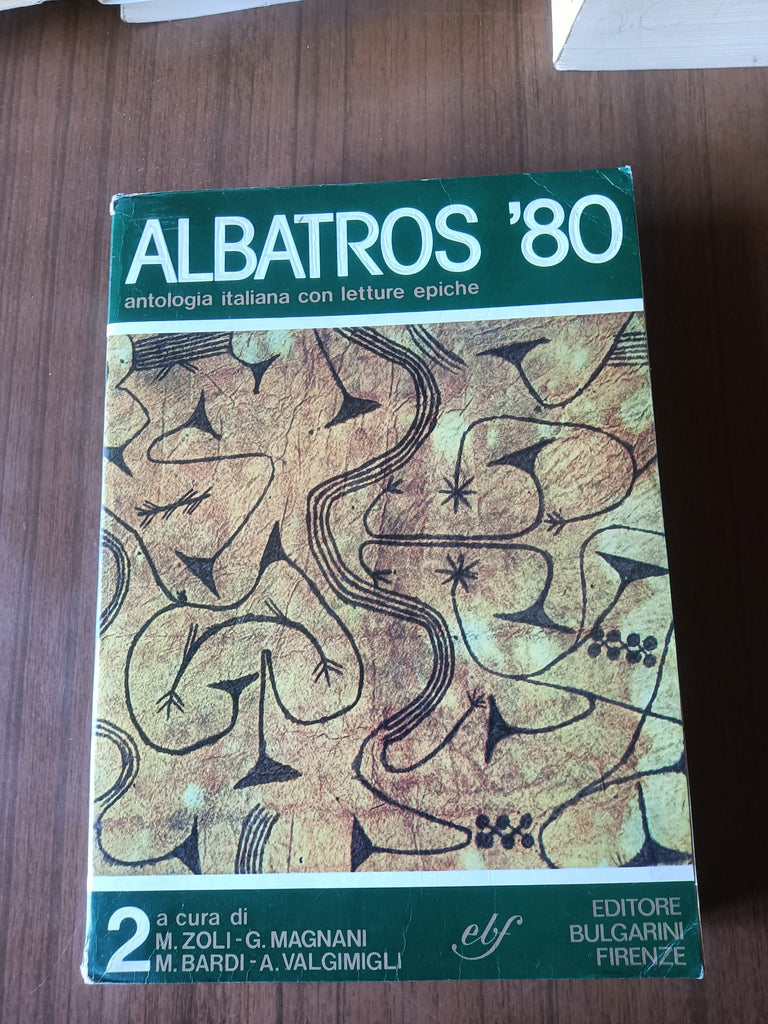 ALBATROS '80
antologia italiana con letture epiche
2
a cura di
M. ZOLI - G. MAGNANI
M. BARDI - A. VALGIMIGLI
ebf
EDITORE
BULGARINI
FIRENZE